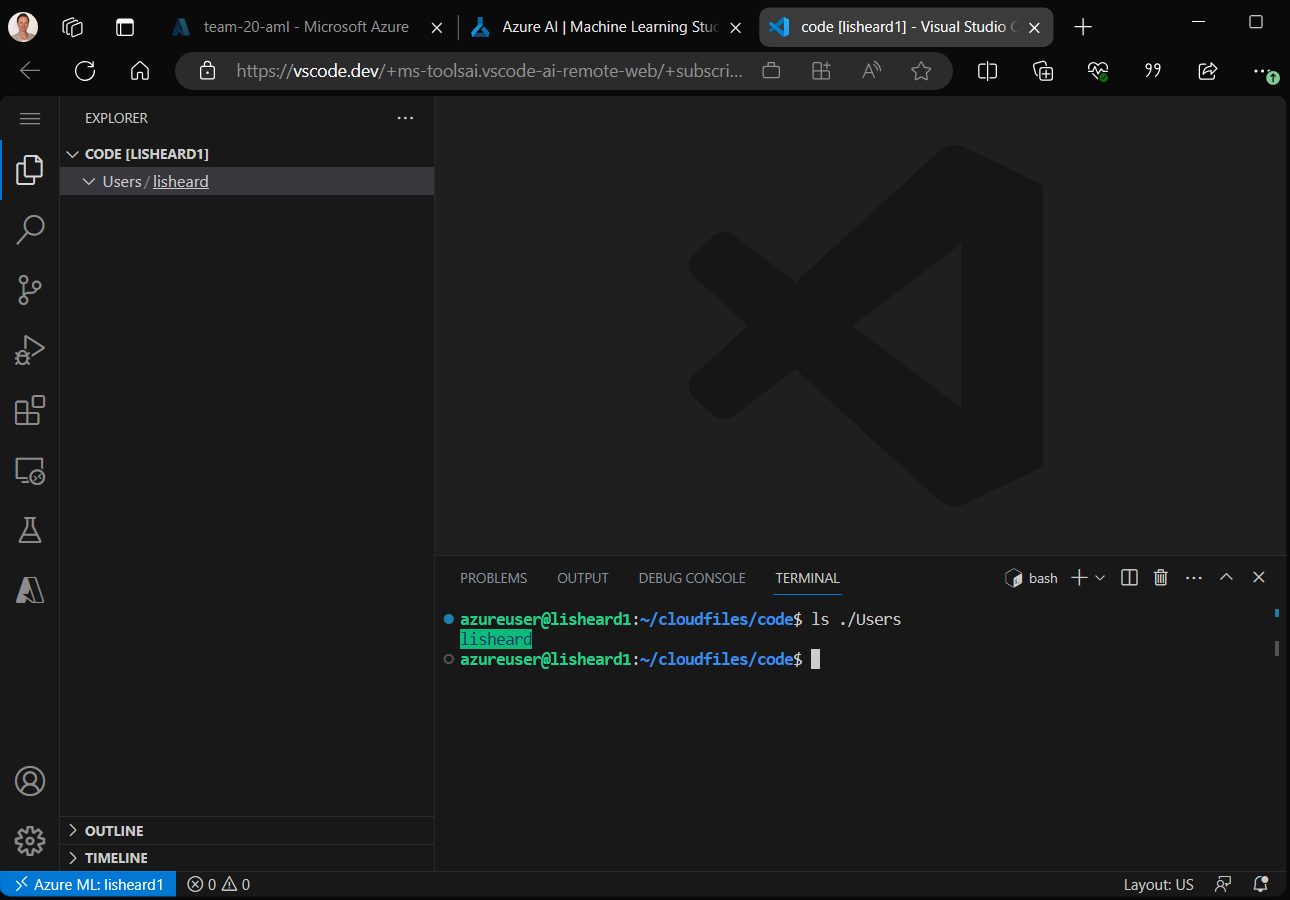 team-20-aml - Microsoft Azure
Azure AI | Machine Learning Stu
code [lisheard1] - Visual Studio C
https://vscode.dev/+ms-toolsai.vscode-ai-remote-web/+subscri...
EXPLORER
CODE [LISHEARD1]
Users/lisheard
PROBLEMS OUTPUT DEBUG CONSOLE TERMINAL bash
azureuser@lisheard1:~/cloudfiles/code$ ls ./Users
lisheard
azureuser@lisheard1:~/cloudfiles/code$
OUTLINE
TIMELINE
Azure ML: lisheard1 0 0 Layout: US